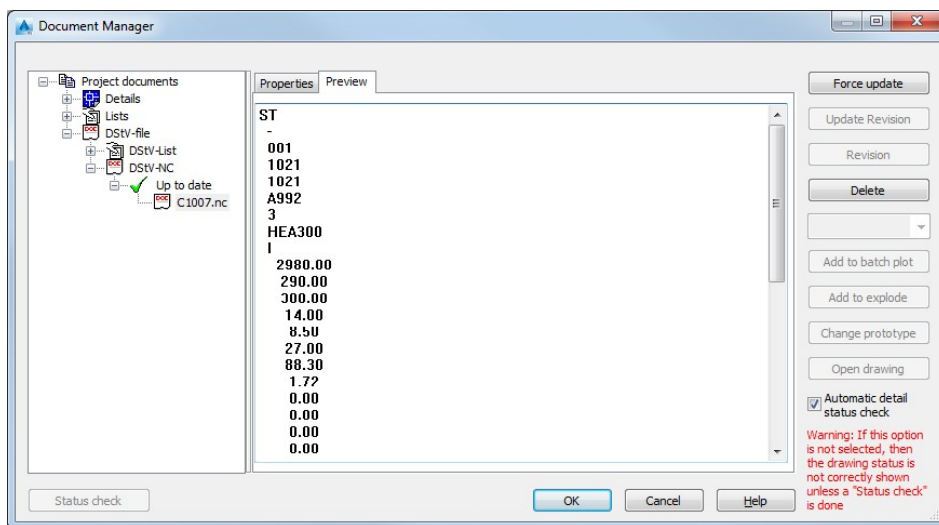 Document Manager
Project documents
Details
Lists
DStV-file
DStV-List
DStV-NC
Up to date
C1007.nc
Status check
Properties
Preview
ST
-
001
1021
1021
A992
3
HEA300
I
2980.00
290.00
300.00
14.00
8.50
27.00
88.30
1.72
0.00
0.00
0.00
0.00
OK
Cancel
Help
Force update
Update Revision
Revision
Delete
Add to batch plot
Add to explode
Change prototype
Open drawing
Automatic detail
status check
Warning: If this option
is not selected, then
the drawing status is
not correctly shown
unless a "Status check"
is done